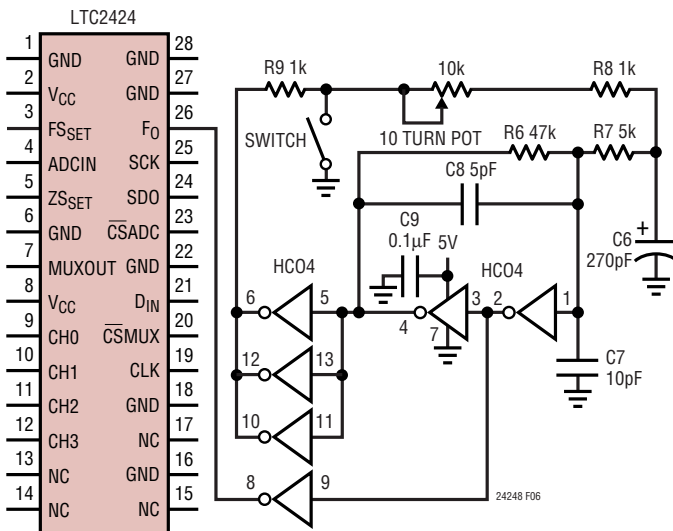 LTC2424
1 GND GND 28
2 VCC GND 27
3 FSSET FO 26
4 ADCIN SCK 25
5 ZSSET SDO 24
6 GND CSADC 23
7 MUXOUT GND 22
8 VCC DIN 21
9 CH0 CSMUX 20
10 CH1 CLK 19
11 CH2 GND 18
12 CH3 NC 17
13 NC GND 16
14 NC NC 15
R9 1k 10k R8 1k
SWITCH
10 TURN POT R6 47k R7 5k
C8 5pF
C9
0.1µF 5V
+
C6
270pF
HC04 HC04
6 5 4 3 2 1
7
C7
10pF
12 13
10 11
8 9
24248 F06